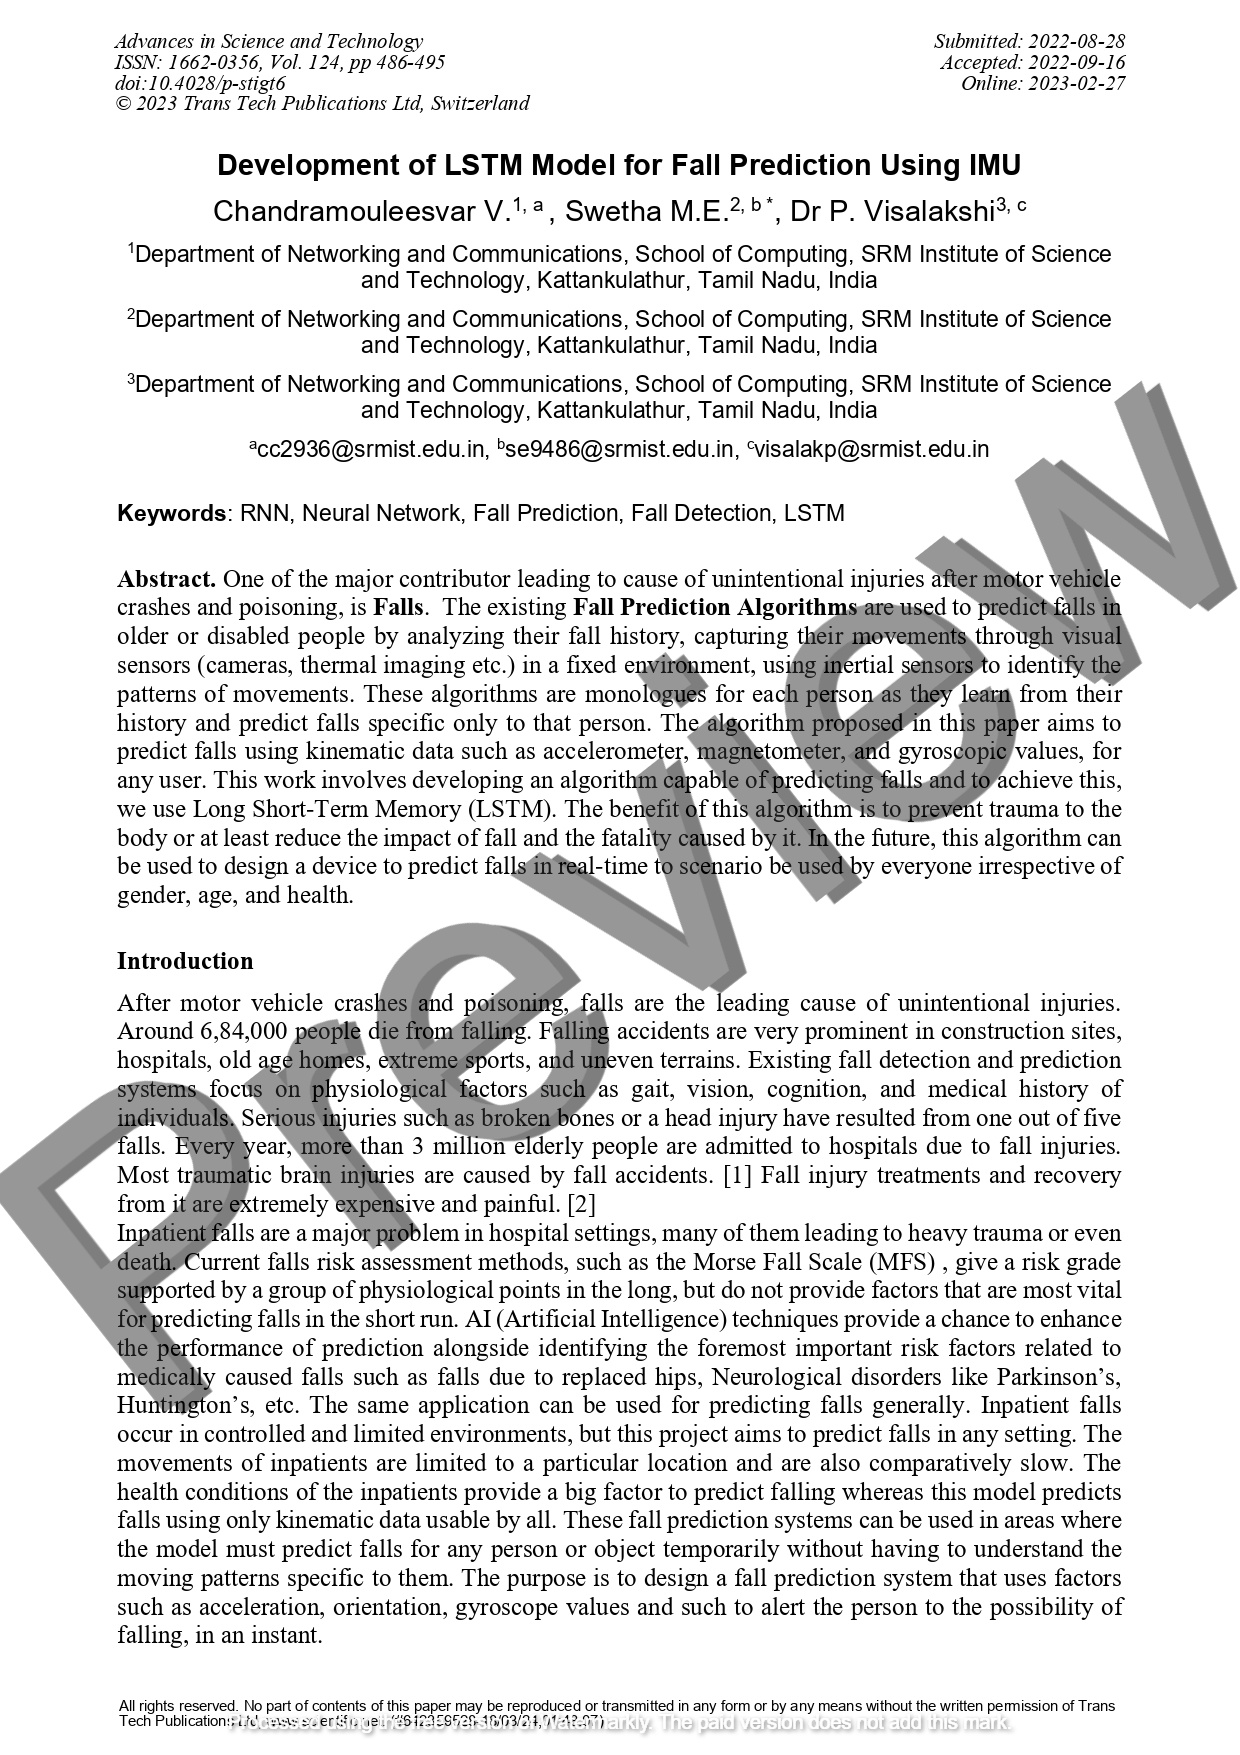 Advances in Science and Technology
ISSN: 1662-0356, Vol. 124, pp 486-495
doi:10.4028/p-stigt6
© 2023 Trans Tech Publications Ltd, Switzerland
Submitted: 2022-08-28
Accepted: 2022-09-16
Online: 2023-02-27
Development of LSTM Model for Fall Prediction Using IMU
Chandramouleesvar V.1, a , Swetha M.E.2, b *, Dr P. Visalakshi3, c
1Department of Networking and Communications, School of Computing, SRM Institute of Science
and Technology, Kattankulathur, Tamil Nadu, India
2Department of Networking and Communications, School of Computing, SRM Institute of Science
and Technology, Kattankulathur, Tamil Nadu, India
3Department of Networking and Communications, School of Computing, SRM Institute of Science
and Technology, Kattankulathur, Tamil Nadu, India
acc2936@srmist.edu.in, bse9486@srmist.edu.in, cvisalakp@srmist.edu.in
Keywords: RNN, Neural Network, Fall Prediction, Fall Detection, LSTM
Abstract. One of the major contributor leading to cause of unintentional injuries after motor vehicle
crashes and poisoning, is Falls. The existing Fall Prediction Algorithms are used to predict falls in
older or disabled people by analyzing their fall history, capturing their movements through visual
sensors (cameras, thermal imaging etc.) in a fixed environment, using inertial sensors to identify the
patterns of movements. These algorithms are monologues for each person as they learn from their
history and predict falls specific only to that person. The algorithm proposed in this paper aims to
predict falls using kinematic data such as accelerometer, magnetometer, and gyroscopic values, for
any user. This work involves developing an algorithm capable of predicting falls and to achieve this,
we use Long Short-Term Memory (LSTM). The benefit of this algorithm is to prevent trauma to the
body or at least reduce the impact of fall and the fatality caused by it. In the future, this algorithm can
be used to design a device to predict falls in real-time to scenario be used by everyone irrespective of
gender, age, and health.
Introduction
After motor vehicle crashes and poisoning, falls are the leading cause of unintentional injuries.
Around 6,84,000 people die from falling. Falling accidents are very prominent in construction sites,
hospitals, old age homes, extreme sports, and uneven terrains. Existing fall detection and prediction
systems focus on physiological factors such as gait, vision, cognition, and medical history of
individuals. Serious injuries such as broken bones or a head injury have resulted from one out of five
falls. Every year, more than 3 million elderly people are admitted to hospitals due to fall injuries.
Most traumatic brain injuries are caused by fall accidents. [1] Fall injury treatments and recovery
from it are extremely expensive and painful. [2]
Inpatient falls are a major problem in hospital settings, many of them leading to heavy trauma or even
death. Current falls risk assessment methods, such as the Morse Fall Scale (MFS) , give a risk grade
supported by a group of physiological points in the long, but do not provide factors that are most vital
for predicting falls in the short run. AI (Artificial Intelligence) techniques provide a chance to enhance
the performance of prediction alongside identifying the foremost important risk factors related to
medically caused falls such as falls due to replaced hips, Neurological disorders like Parkinson’s,
Huntington’s, etc. The same application can be used for predicting falls generally. Inpatient falls
occur in controlled and limited environments, but this project aims to predict falls in any setting. The
movements of inpatients are limited to a particular location and are also comparatively slow. The
health conditions of the inpatients provide a big factor to predict falling whereas this model predicts
falls using only kinematic data usable by all. These fall prediction systems can be used in areas where
the model must predict falls for any person or object temporarily without having to understand the
moving patterns specific to them. The purpose is to design a fall prediction system that uses factors
such as acceleration, orientation, gyroscope values and such to alert the person to the possibility of
falling, in an instant.
Preview
All rights reserved. No part of contents of this paper may be reproduced or transmitted in any form or by any means without the written permission of Trans
Tech Publications
Processed using the free version of Watermarkly. The paid version does not add this mark.